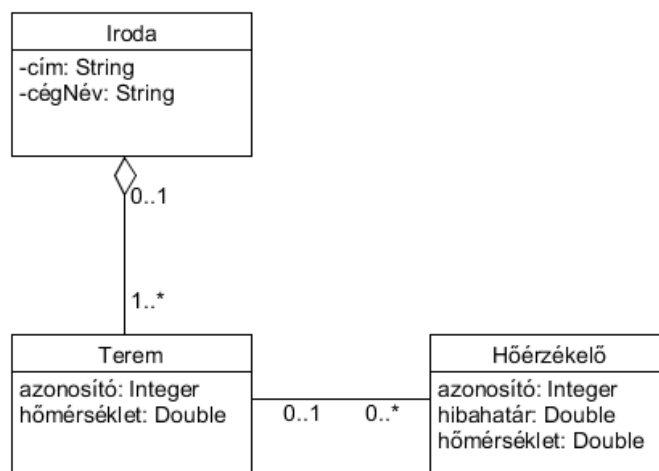 Iroda
-cím: String
-cégNév: String
0..1
1..*
Terem
azonosító: Integer
hőmérséklet: Double
0..1
0..*
Hőérzékelő
azonosító: Integer
hibahatár: Double
hőmérséklet: Double